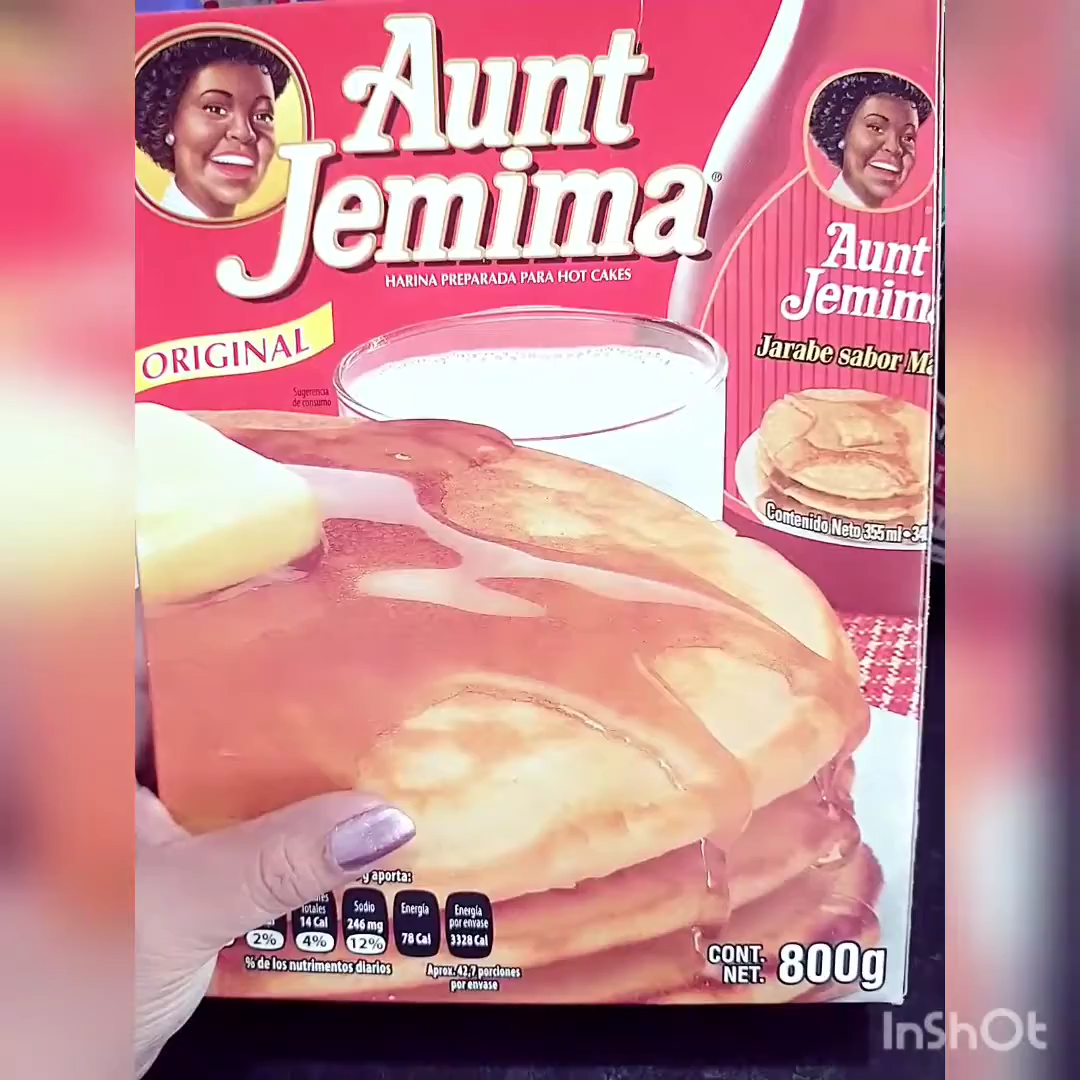 Aunt
Jemima®
HARINA PREPARADA PARA HOT CAKES
ORIGINAL
Sugerencia
de consumo
Aunt
Jemim
Jarabe sabor
Contenido Neto 355 ml •
y aporta:
Totales
14 Cal
4%
Sodio
246 mg
12%
Energía
78 Cal
Energía
por envase
3328 Cal
2%
% de los nutrimentos diarios
Aprox. 42,7 porciones
por envase
CONT.
NET. 800g
InShOt